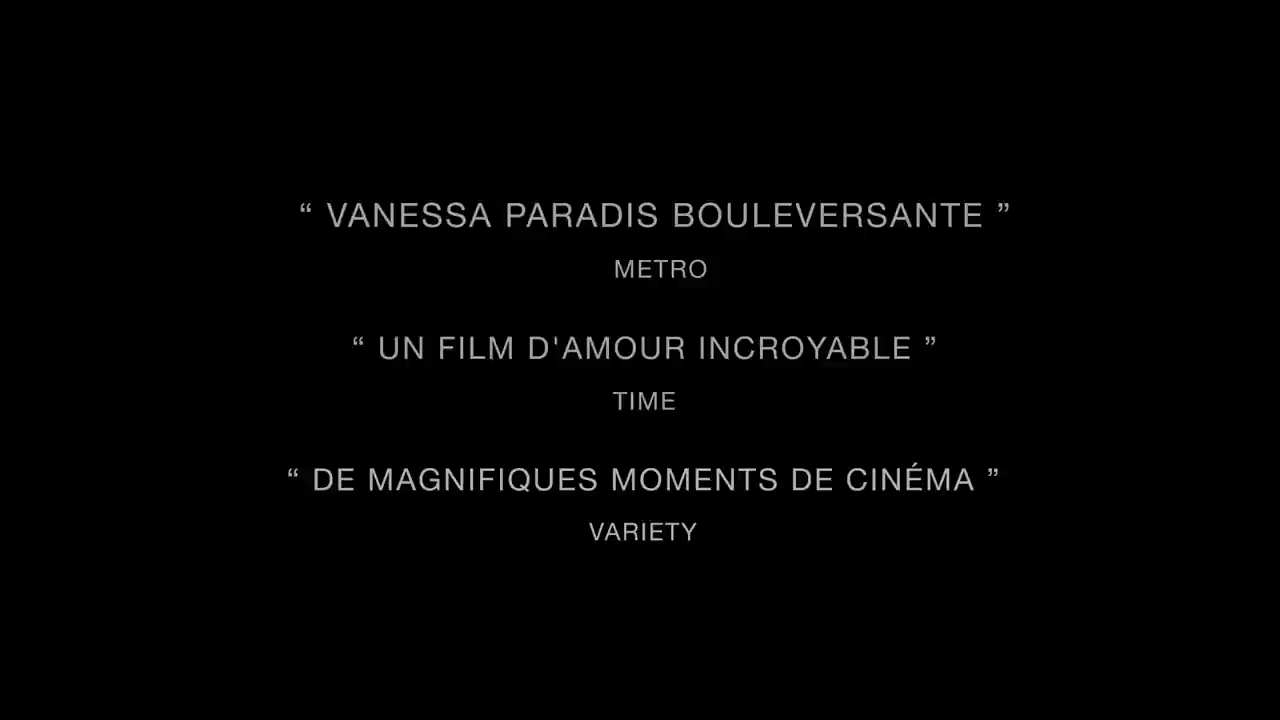 “ VANESSA PARADIS BOULEVERSANTE ”
METRO
“ UN FILM D'AMOUR INCROYABLE ”
TIME
“ DE MAGNIFIQUES MOMENTS DE CINÉMA ”
VARIETY